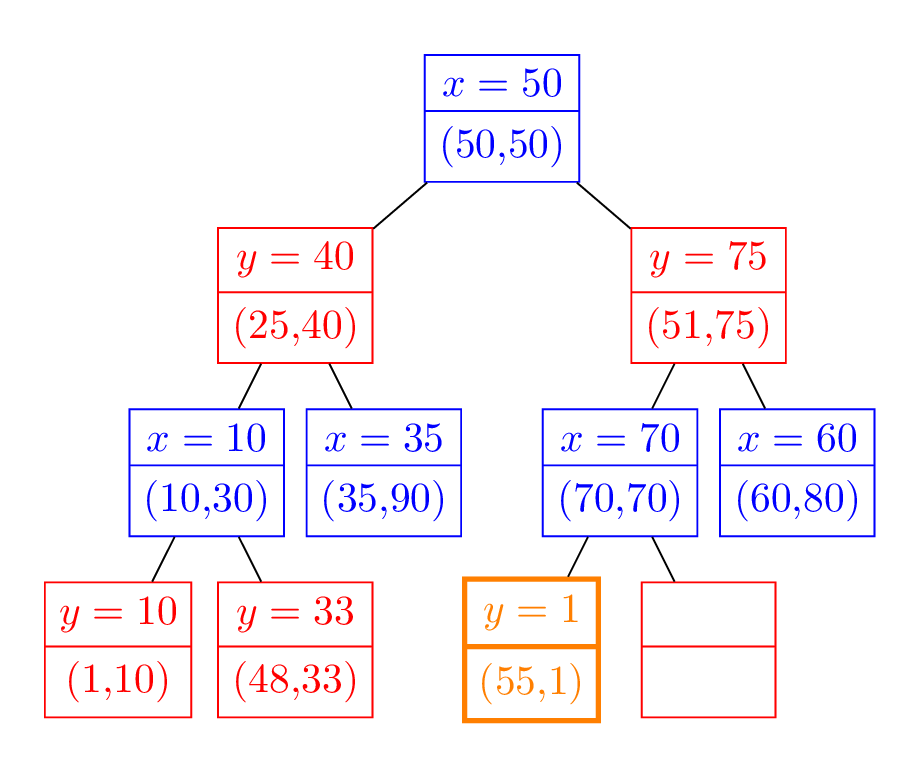 x = 50
(50,50)
y = 40
(25,40)
y = 75
(51,75)
x = 10
(10,30)
x = 35
(35,90)
x = 70
(70,70)
x = 60
(60,80)
y = 10
(1,10)
y = 33
(48,33)
y = 1
(55,1)